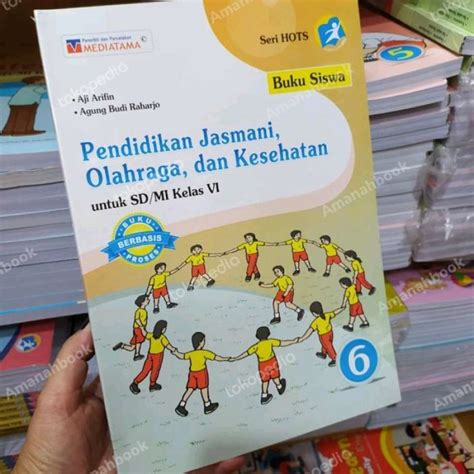 Penerbit dan Percetakan
MEDIATAMA
Seri HOTS
Buku Siswa
• Aji Arifin
• Agung Budi Raharjo
Pendidikan Jasmani,
Olahraga, dan Kesehatan
untuk SD/MI Kelas VI
BUKU
BERBASIS
PROSES
6
5
tokopedia
Amanahbook